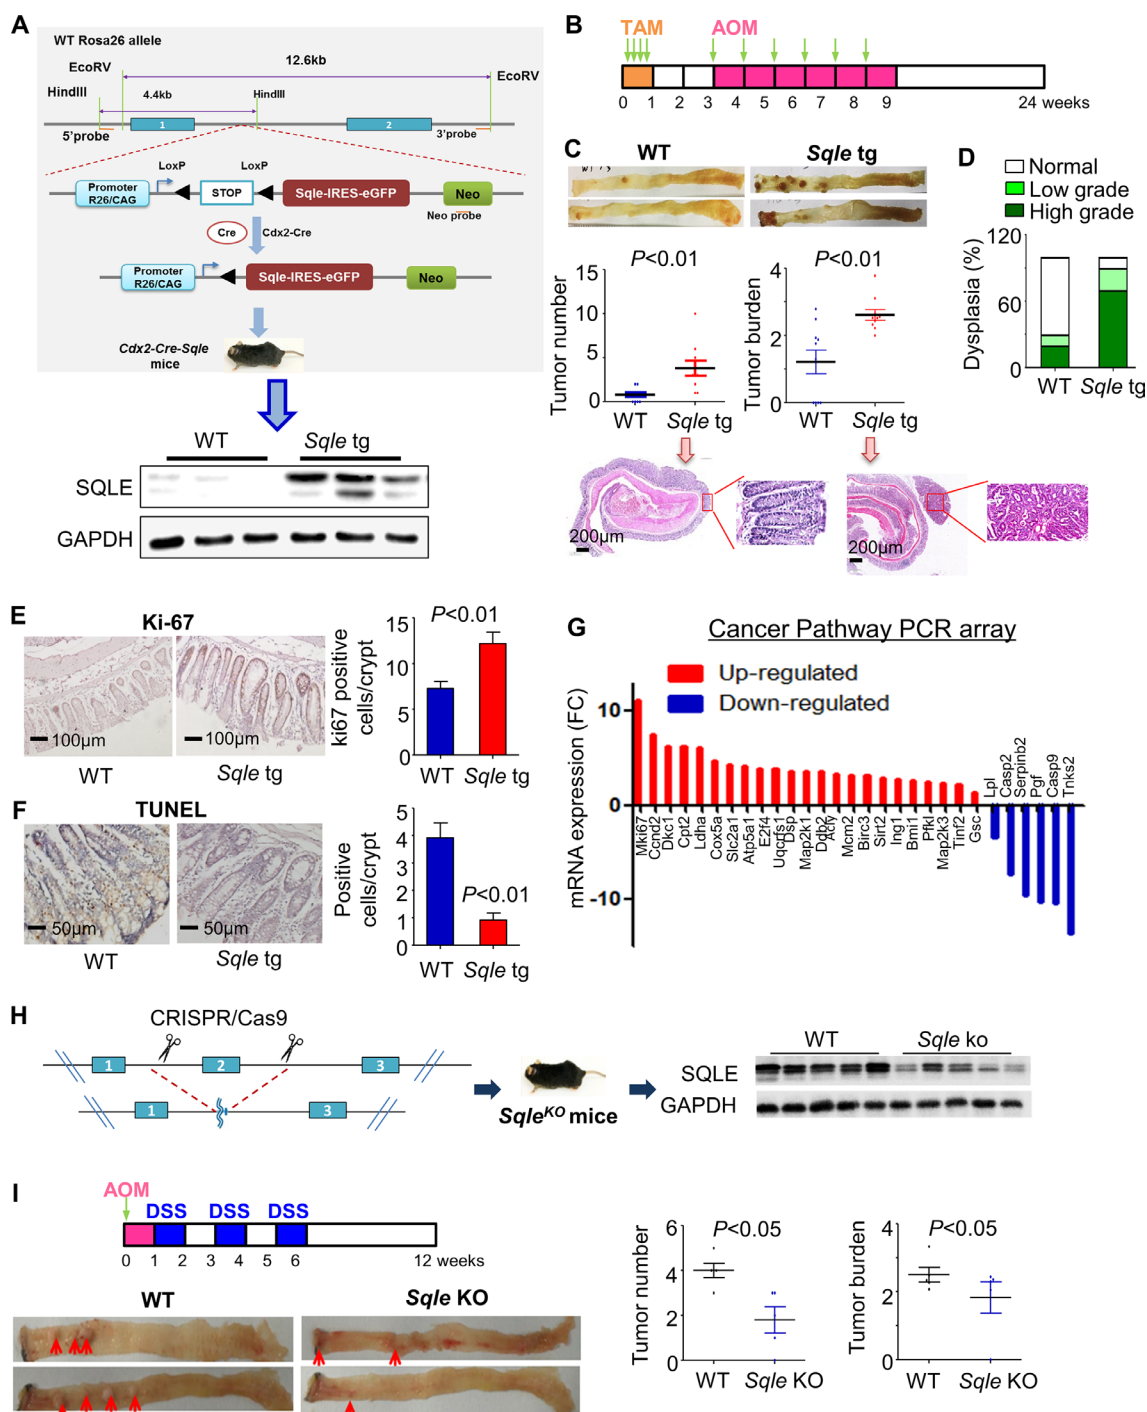 A
WT Rosa26 allele
EcoRV
12.6kb
EcoRV
HindIII
4.4kb
HindIII
1
2
5'probe
3'probe
LoxP
LoxP
Promoter
R26/CAG
STOP
Sqle-IRES-eGFP
Neo
Neo probe
Cre
Cdx2-Cre
Promoter
R26/CAG
Sqle-IRES-eGFP
Neo
Cdx2-Cre-Sqle
mice
WT
Sqle tg
SQLE
GAPDH
B
TAM
AOM
0 1 2 3 4 5 6 7 8 9 24 weeks
C
WT
Sqle tg
P<0.01
Tumor number
15
10
5
0
WT
Sqle tg
P<0.01
Tumor burden
4
2
0
WT
Sqle tg
200μm
200μm
D
Normal
Low grade
High grade
Dysplasia (%)
120
60
0
WT
Sqle tg
E
Ki-67
100μm
100μm
WT
Sqle tg
ki67 positive
cells/crypt
P<0.01
15
10
5
0
WT
Sqle tg
F
TUNEL
50μm
50μm
WT
Sqle tg
Positive
cells/crypt
P<0.01
5
4
3
2
1
0
WT
Sqle tg
G
Cancer Pathway PCR array
Up-regulated
Down-regulated
mRNA expression (FC)
10
0
-10
Mki67
Ccnd2
Dkc1
Cpt2
Ldha
Cox5a
Slc2a1
Atp5a1
E2f4
Uqcrfs1
Dsp
Map2k1
Ddb2
Acly
Mcm2
Birc3
Sirt2
Ing1
Bmi1
Pfkl
Map2k3
Tinf2
Gsc
Lpl
Casp2
Serpinb2
Pgf
Casp9
Tnks2
H
CRISPR/Cas9
1
2
3
1
3
SqleKO mice
WT
Sqle ko
SQLE
GAPDH
I
AOM
DSS DSS DSS
0 1 2 3 4 5 6 12 weeks
WT
Sqle KO
P<0.05
Tumor number
6
4
2
0
WT
Sqle KO
P<0.05
Tumor burden
4
2
0
WT
Sqle KO